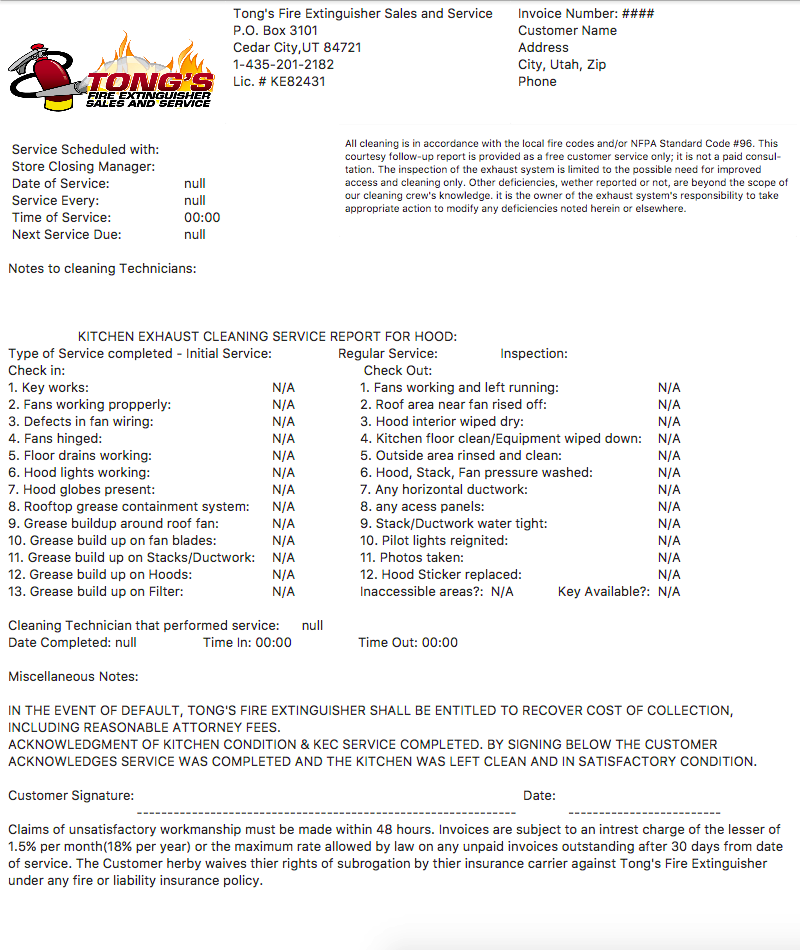 TONG'S
FIRE EXTINGUISHER
SALES AND SERVICE
Tong's Fire Extinguisher Sales and Service
P.O. Box 3101
Cedar City,UT 84721
1-435-201-2182
Lic. # KE82431
Invoice Number: ####
Customer Name
Address
City, Utah, Zip
Phone
Service Scheduled with:
Store Closing Manager:
Date of Service: null
Service Every: null
Time of Service: 00:00
Next Service Due: null
All cleaning is in accordance with the local fire codes and/or NFPA Standard Code #96. This
courtesy follow-up report is provided as a free customer service only; it is not a paid consul-
tation. The inspection of the exhaust system is limited to the possible need for improved
access and cleaning only. Other deficiencies, wether reported or not, are beyond the scope of
our cleaning crew's knowledge. it is the owner of the exhaust system's responsibility to take
appropriate action to modify any deficiencies noted herein or elsewhere.
Notes to cleaning Technicians:
KITCHEN EXHAUST CLEANING SERVICE REPORT FOR HOOD:
Type of Service completed - Initial Service: Regular Service: Inspection:
Check in: Check Out:
1. Key works: N/A 1. Fans working and left running: N/A
2. Fans working propperly: N/A 2. Roof area near fan rised off: N/A
3. Defects in fan wiring: N/A 3. Hood interior wiped dry: N/A
4. Fans hinged: N/A 4. Kitchen floor clean/Equipment wiped down: N/A
5. Floor drains working: N/A 5. Outside area rinsed and clean: N/A
6. Hood lights working: N/A 6. Hood, Stack, Fan pressure washed: N/A
7. Hood globes present: N/A 7. Any horizontal ductwork: N/A
8. Rooftop grease containment system: N/A 8. any acess panels: N/A
9. Grease buildup around roof fan: N/A 9. Stack/Ductwork water tight: N/A
10. Grease build up on fan blades: N/A 10. Pilot lights reignited: N/A
11. Grease build up on Stacks/Ductwork: N/A 11. Photos taken: N/A
12. Grease build up on Hoods: N/A 12. Hood Sticker replaced: N/A
13. Grease build up on Filter: N/A Inaccessible areas?: N/A Key Available?: N/A
Cleaning Technician that performed service: null
Date Completed: null Time In: 00:00 Time Out: 00:00
Miscellaneous Notes:
IN THE EVENT OF DEFAULT, TONG'S FIRE EXTINGUISHER SHALL BE ENTITLED TO RECOVER COST OF COLLECTION,
INCLUDING REASONABLE ATTORNEY FEES.
ACKNOWLEDGMENT OF KITCHEN CONDITION & KEC SERVICE COMPLETED. BY SIGNING BELOW THE CUSTOMER
ACKNOWLEDGES SERVICE WAS COMPLETED AND THE KITCHEN WAS LEFT CLEAN AND IN SATISFACTORY CONDITION.
Customer Signature: Date:
Claims of unsatisfactory workmanship must be made within 48 hours. Invoices are subject to an intrest charge of the lesser of
1.5% per month(18% per year) or the maximum rate allowed by law on any unpaid invoices outstanding after 30 days from date
of service. The Customer herby waives thier rights of subrogation by thier insurance carrier against Tong's Fire Extinguisher
under any fire or liability insurance policy.